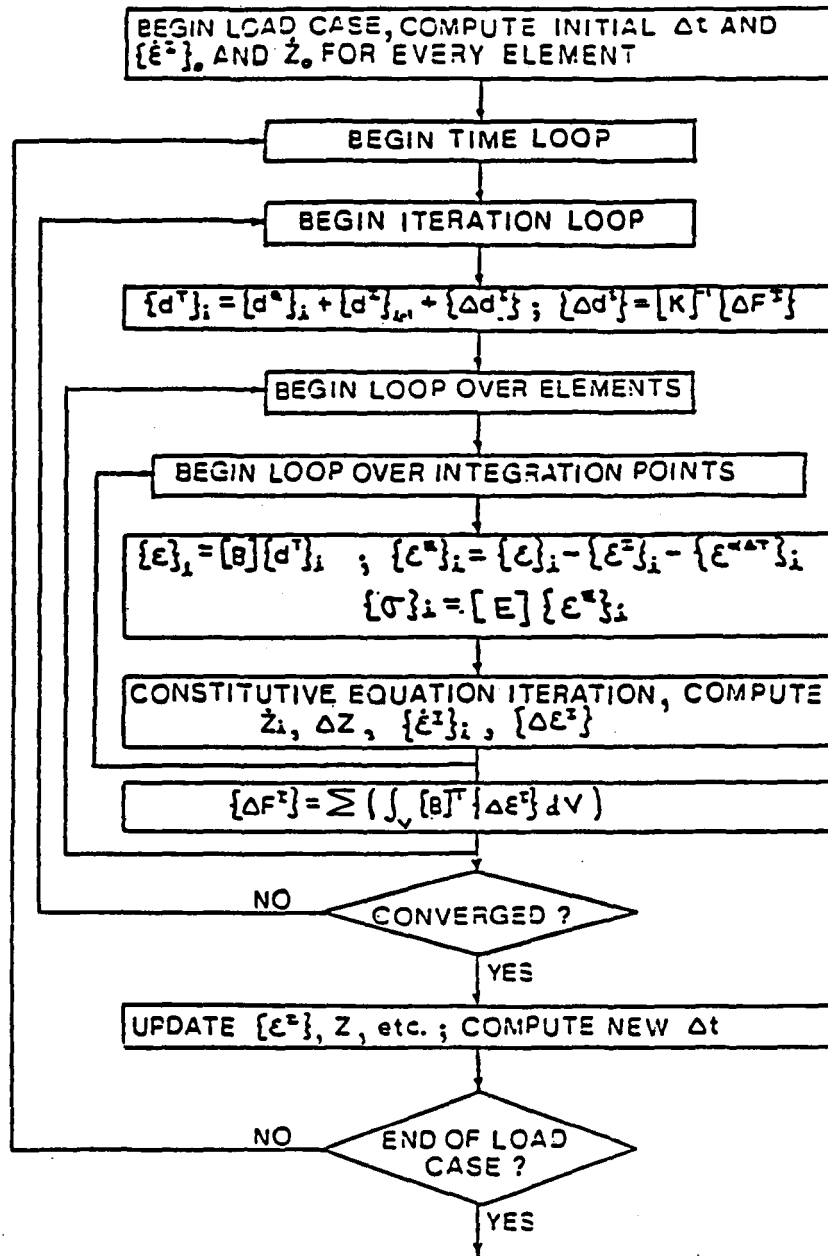 BEGIN LOAD CASE, COMPUTE INITIAL Δt AND
{ε̇ᴵ}₀ AND Ż₀ FOR EVERY ELEMENT
BEGIN TIME LOOP
BEGIN ITERATION LOOP
{dᵀ}ᵢ = {dᴱ}ᵢ + {dᴵ}ᵢ₋₁ + {Δdᴵ} ; {Δdᴵ} = [K]⁻¹ {ΔFᴵ}
BEGIN LOOP OVER ELEMENTS
BEGIN LOOP OVER INTEGRATION POINTS
{ε}ᵢ = [B]{dᵀ}ᵢ ; {εᴱ}ᵢ = {ε}ᵢ - {εᴵ}ᵢ - {ε^αΔT}ᵢ
{σ}ᵢ = [E] {εᴱ}ᵢ
CONSTITUTIVE EQUATION ITERATION, COMPUTE
Żᵢ, ΔZ, {ε̇ᴵ}ᵢ, {Δεᴵ}
{ΔFᴵ} = Σ ( ∫ᵥ [B]ᵀ {Δεᴵ} dV )
NO
CONVERGED ?
YES
UPDATE {εᴵ}, Z, etc. ; COMPUTE NEW Δt
NO
END OF LOAD
CASE ?
YES